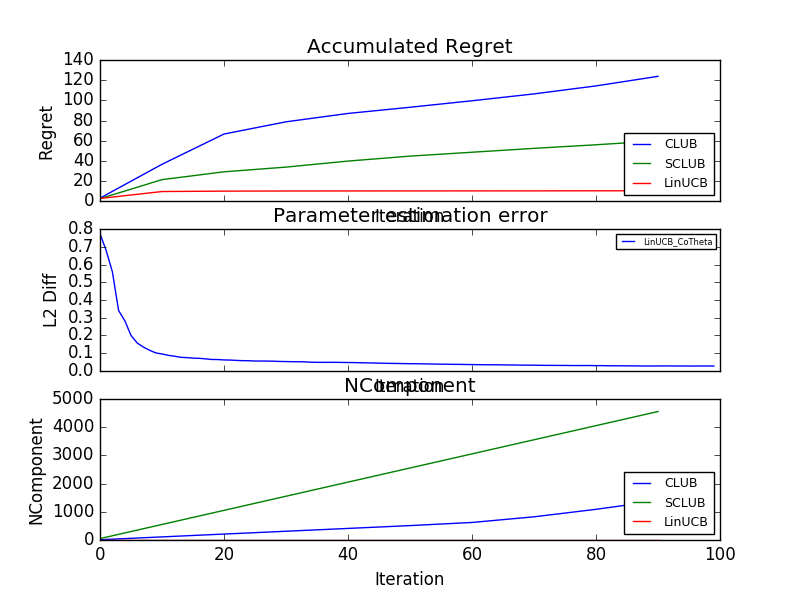 Accumulated Regret
140
120
100
80
60
40
20
0
Regret
CLUB
SCLUB
LinUCB
Iteration
Parameter estimation error
0.8
0.7
0.6
0.5
0.4
0.3
0.2
0.1
0.0
L2 Diff
LinUCB_CoTheta
Iteration
NComponent
5000
4000
3000
2000
1000
0
NComponent
CLUB
SCLUB
LinUCB
0 20 40 60 80 100
Iteration